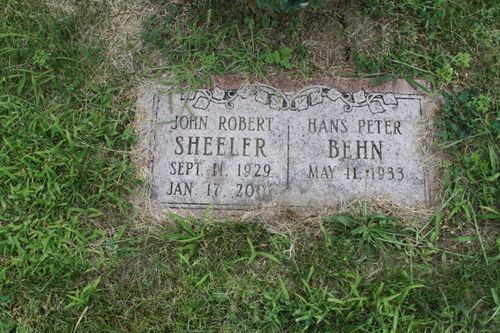 JOHN ROBERT
SHEELER
SEPT. 11, 1929
JAN. 17,
HANS PETER
BEHN
MAY 11, 1933